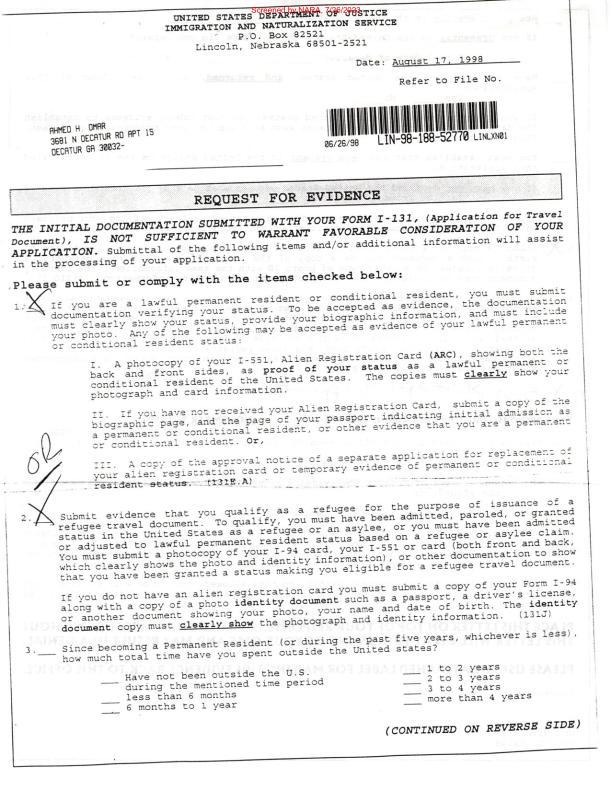 Screened by NARA, 7/26/2023
UNITED STATES DEPARTMENT OF JUSTICE
IMMIGRATION AND NATURALIZATION SERVICE
P.O. Box 82521
Lincoln, Nebraska 68501-2521
Date: August 17, 1998
Refer to File No.
AHMED H. OMAR
3681 N DECATUR RD APT 15
DECATUR GA 30032-
06/26/98 LIN-98-188-52770 LINLXN01
REQUEST FOR EVIDENCE
THE INITIAL DOCUMENTATION SUBMITTED WITH YOUR FORM I-131, (Application for Travel
Document), IS NOT SUFFICIENT TO WARRANT FAVORABLE CONSIDERATION OF YOUR
APPLICATION. Submittal of the following items and/or additional information will assist
in the processing of your application.
Please submit or comply with the items checked below:
1. X If you are a lawful permanent resident or conditional resident, you must submit
documentation verifying your status. To be accepted as evidence, the documentation
must clearly show your status, provide your biographic information, and must include
your photo. Any of the following may be accepted as evidence of your lawful permanent
or conditional resident status:
I. A photocopy of your I-551, Alien Registration Card (ARC), showing both the
back and front sides, as proof of your status as a lawful permanent or
conditional resident of the United States. The copies must clearly show your
photograph and card information.
II. If you have not received your Alien Registration Card, submit a copy of the
biographic page, and the page of your passport indicating initial admission as
a permanent or conditional resident, or other evidence that you are a permanent
or conditional resident. Or,
OR
III. A copy of the approval notice of a separate application for replacement of
your alien registration card or temporary evidence of permanent or conditional
resident status. (131E.A)
2. X Submit evidence that you qualify as a refugee for the purpose of issuance of a
refugee travel document. To qualify, you must have been admitted, paroled, or granted
status in the United States as a refugee or an asylee, or you must have been admitted
or adjusted to lawful permanent resident status based on a refugee or asylee claim.
You must submit a photocopy of your I-94 card, your I-551 or card (both front and back,
which clearly shows the photo and identity information), or other documentation to show
that you have been granted a status making you eligible for a refugee travel document.
If you do not have an alien registration card you must submit a copy of your Form I-94
along with a copy of a photo identity document such as a passport, a driver's license,
or another document showing your photo, your name and date of birth. The identity
document copy must clearly show the photograph and identity information. (131J)
3.___ Since becoming a Permanent Resident (or during the past five years, whichever is less),
how much total time have you spent outside the United States?
___ Have not been outside the U.S.
during the mentioned time period
___ less than 6 months
___ 6 months to 1 year
___ 1 to 2 years
___ 2 to 3 years
___ 3 to 4 years
___ more than 4 years
(CONTINUED ON REVERSE SIDE)